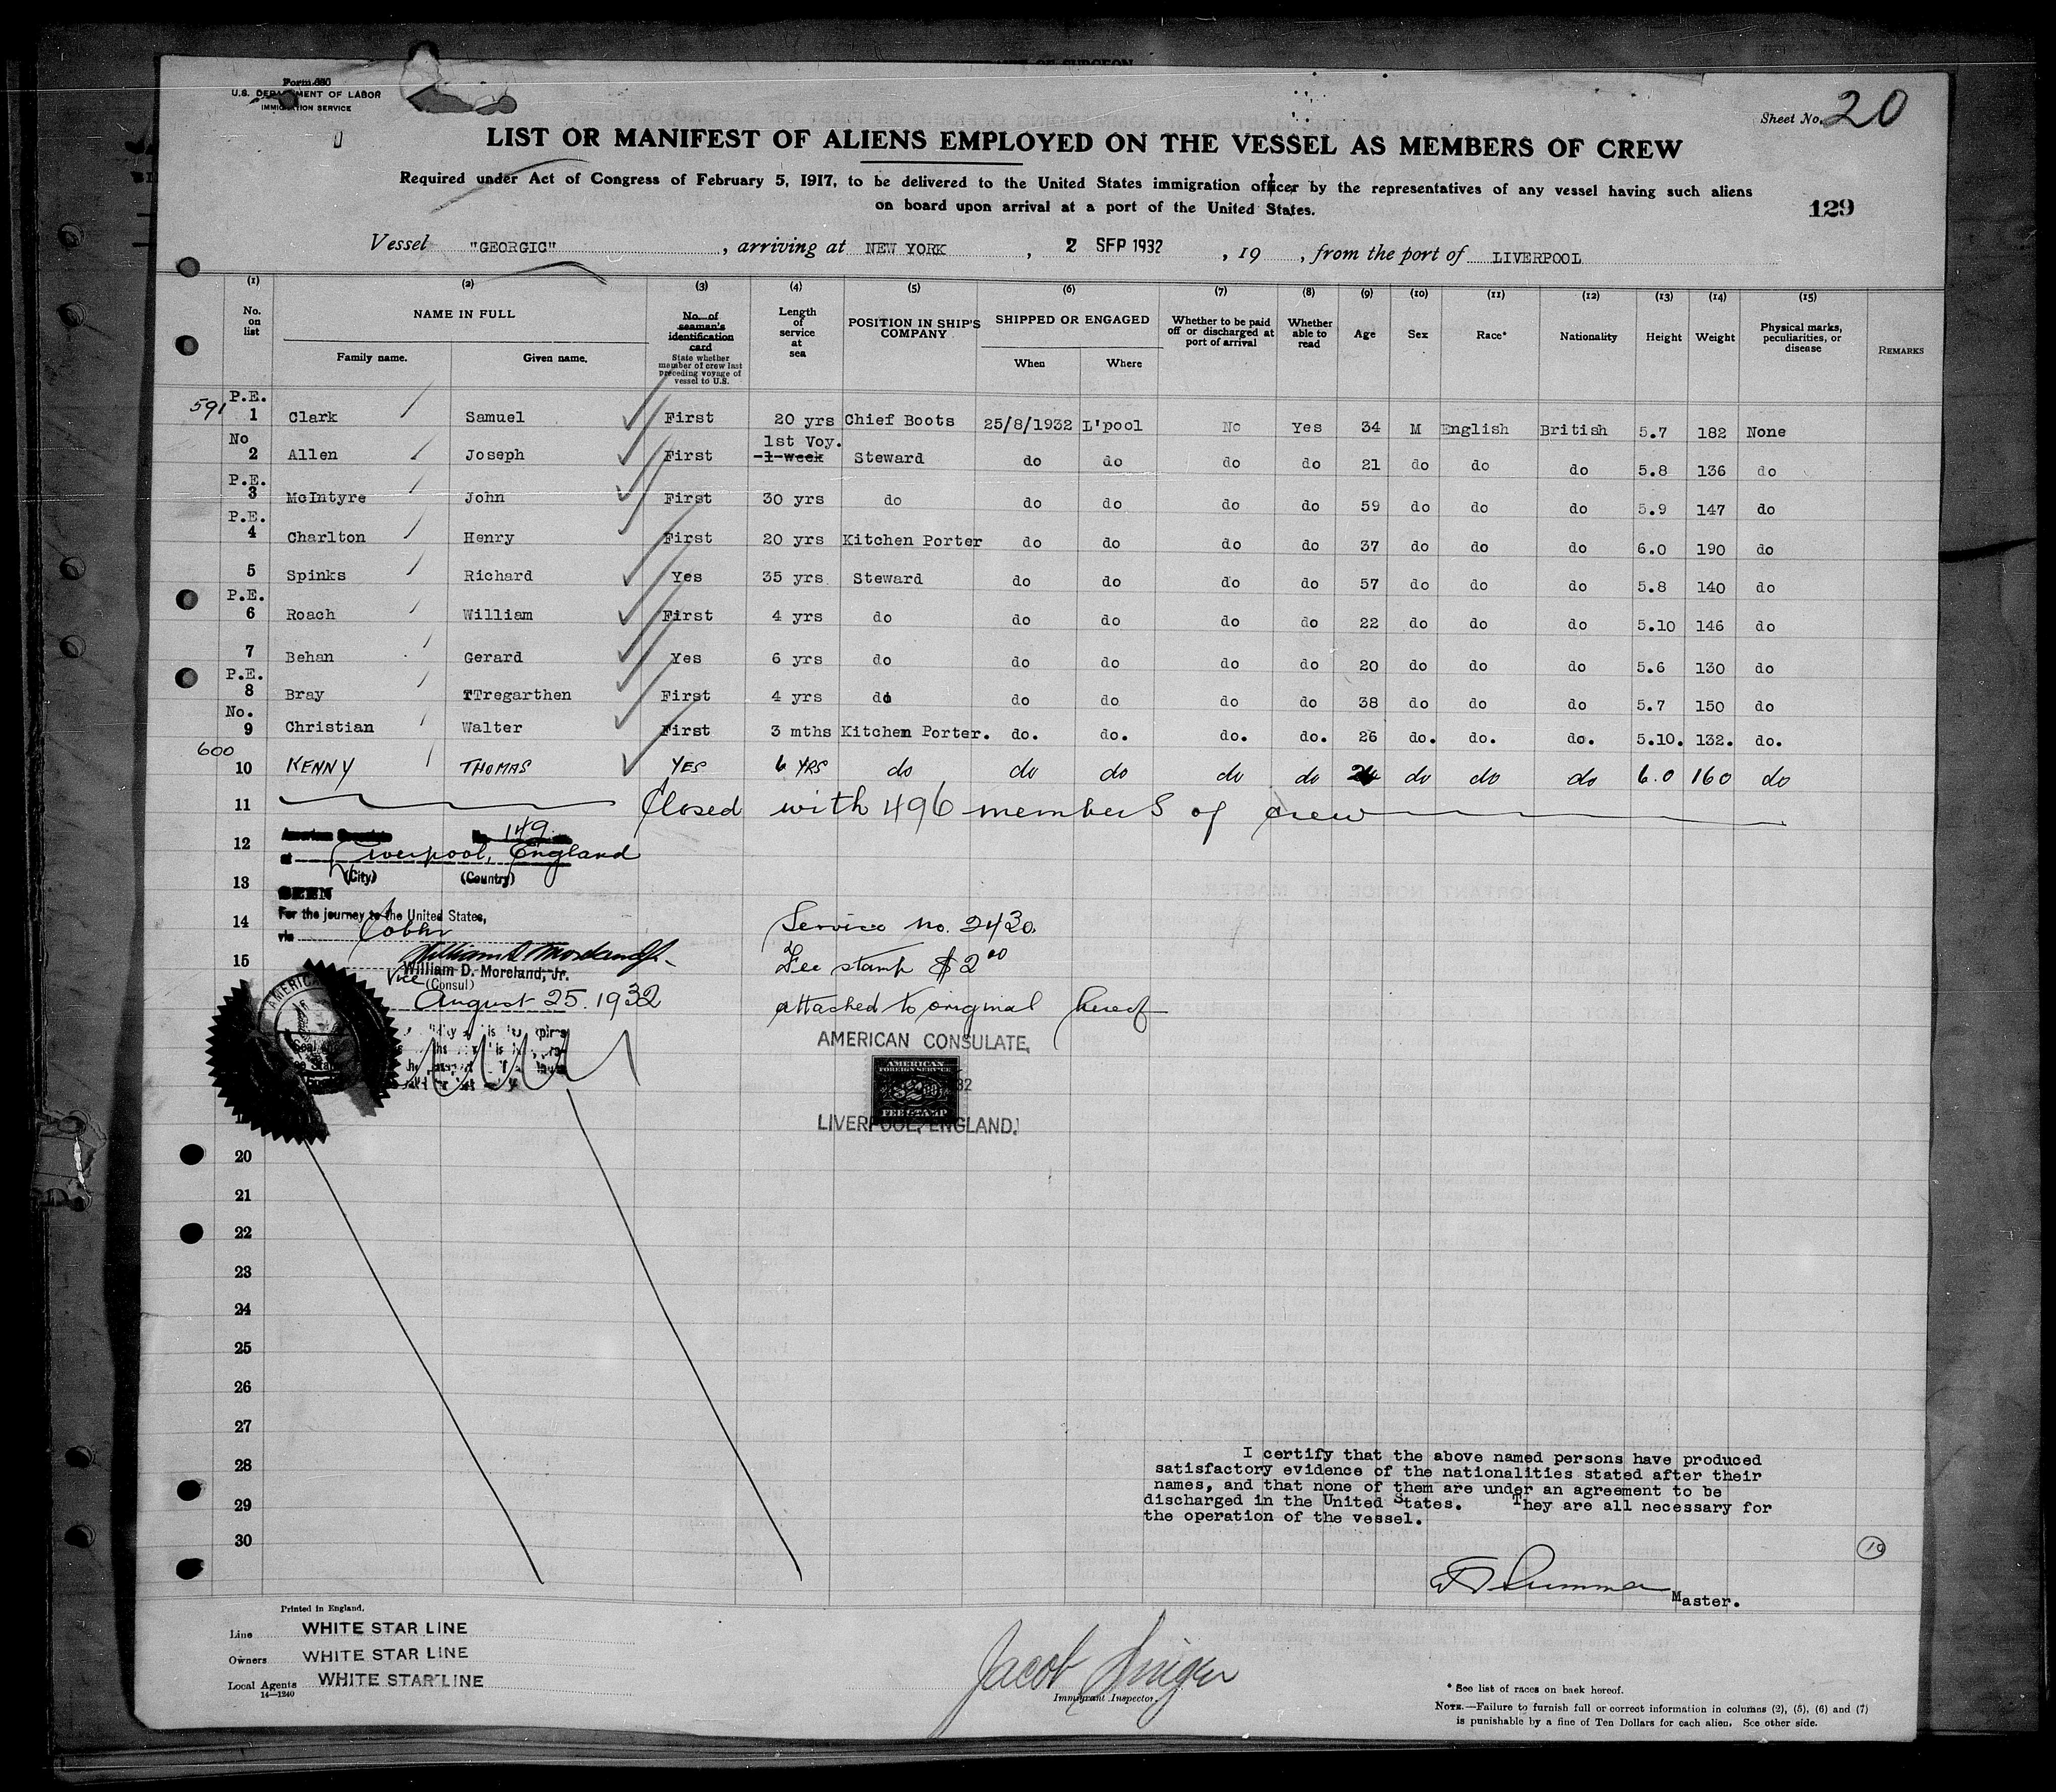 Form 680
U.S. DEPARTMENT OF LABOR
IMMIGRATION SERVICE
Sheet No. 20
LIST OR MANIFEST OF ALIENS EMPLOYED ON THE VESSEL AS MEMBERS OF CREW
Required under Act of Congress of February 5, 1917, to be delivered to the United States immigration officer by the representatives of any vessel having such aliens
on board upon arrival at a port of the United States.
129
Vessel "GEORGIC", arriving at NEW YORK, 2 SEP 1932, 19 , from the port of LIVERPOOL
(1) (2) (3) (4) (5) (6) (7) (8) (9) (10) (11) (12) (13) (14) (15)
No. on list NAME IN FULL Family name. Given name. No. of seaman's identification card State whether member of crew last preceding voyage of vessel to U.S. Length of service at sea POSITION IN SHIP'S COMPANY SHIPPED OR ENGAGED When Where Whether to be paid off or discharged at port of arrival Whether able to read Age Sex Race* Nationality Height Weight Physical marks, peculiarities, or disease REMARKS
591 P.E.
1 Clark Samuel First 20 yrs Chief Boots 25/8/1932 L'pool No Yes 34 M English British 5.7 182 None
No 1st Voy.
2 Allen Joseph First -1-week Steward do do do do 21 do do do 5.8 136 do
P.E.
3 McIntyre John First 30 yrs do do do do do 59 do do do 5.9 147 do
P.E.
4 Charlton Henry First 20 yrs Kitchen Porter do do do do 37 do do do 6.0 190 do
5 Spinks Richard Yes 35 yrs Steward do do do do 57 do do do 5.8 140 do
P.E.
6 Roach William First 4 yrs do do do do do 22 do do do 5.10 146 do
7 Behan Gerard Yes 6 yrs do do do do do 20 do do do 5.6 130 do
P.E.
8 Bray TTregarthen First 4 yrs do do do do do 38 do do do 5.7 150 do
No.
9 Christian Walter First 3 mths Kitchen Porter. do. do. do. do. 26 do. do. do. 5.10. 132. do.
600
10 KENNY THOMAS YES 6 YRS do do do do do do do do 6.0 160 do
11 Closed with 496 members of crew
American Consulate No. 149
12 at Liverpool, England
(City) (Country)
13 SEEN
For the journey to the United States,
14 via Cobh Service No. 2430
William D. Moreland Jr.
15 William D. Moreland, Jr. Fee stamp $2.00
Vice (Consul)
August 25. 1932 attached to original hereof
AMERICAN CONSULATE,
AMERICAN
FOREIGN SERVICE
FEE STAMP
LIVERPOOL, ENGLAND.
20
21
22
23
24
25
26
27
28
29
30
I certify that the above named persons have produced
satisfactory evidence of the nationalities stated after their
names, and that none of them are under an agreement to be
discharged in the United States. They are all necessary for
the operation of the vessel.
19
Master.
Printed in England.
Line WHITE STAR LINE
Owners WHITE STAR LINE
Local Agents WHITE STAR LINE
14—1240
Jacob Singer
Immigrant Inspector.
* See list of races on back hereof.
NOTE.—Failure to furnish full or correct information in columns (2), (5), (6) and (7)
is punishable by a fine of Ten Dollars for each alien. See other side.